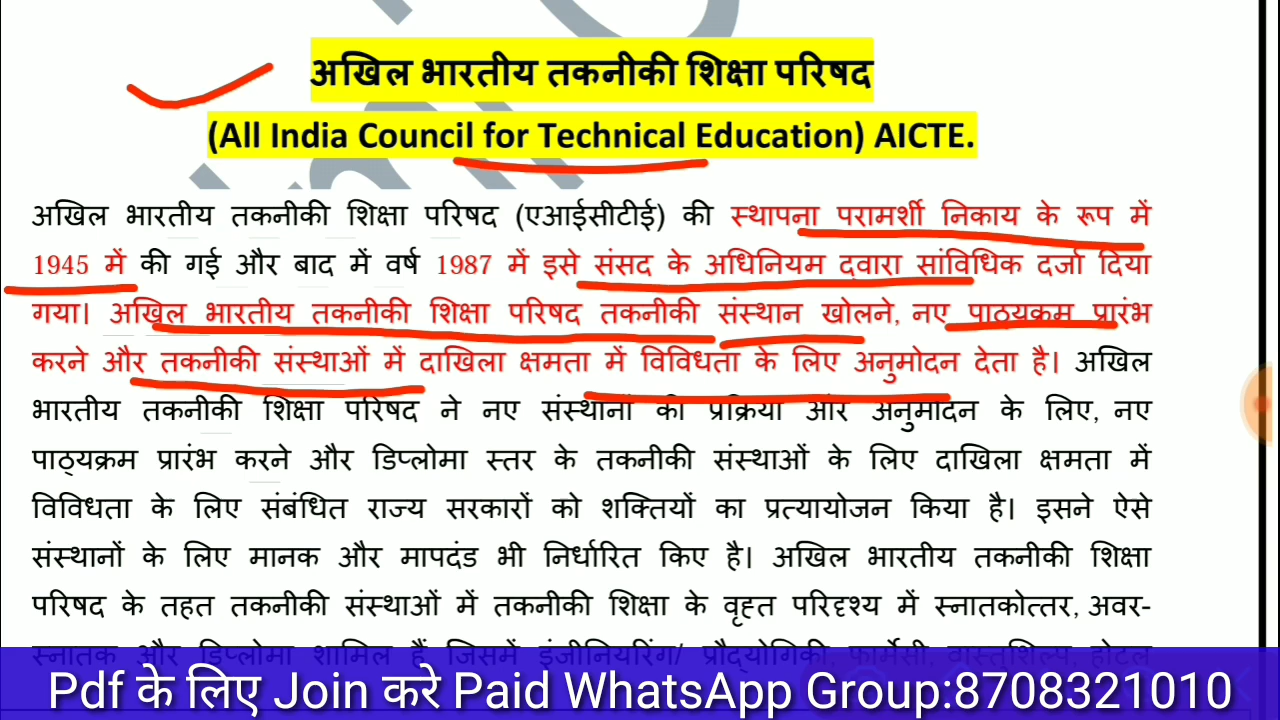 अखिल भारतीय तकनीकी शिक्षा परिषद
(All India Council for Technical Education) AICTE.
अखिल भारतीय तकनीकी शिक्षा परिषद (एआईसीटीई) की स्थापना परामर्शी निकाय के रूप में
1945 में की गई और बाद में वर्ष 1987 में इसे संसद के अधिनियम दवारा सांविधिक दर्जा दिया
गया। अखिल भारतीय तकनीकी शिक्षा परिषद तकनीकी संस्थान खोलने, नए पाठयक्रम प्रारंभ
करने और तकनीकी संस्थाओं में दाखिला क्षमता में विविधता के लिए अनुमोदन देता है। अखिल
भारतीय तकनीकी शिक्षा परिषद ने नए संस्थानों की प्रक्रिया और अनुमोदन के लिए, नए
पाठ्यक्रम प्रारंभ करने और डिप्लोमा स्तर के तकनीकी संस्थाओं के लिए दाखिला क्षमता में
विविधता के लिए संबंधित राज्य सरकारों को शक्तियों का प्रत्यायोजन किया है। इसने ऐसे
संस्थानों के लिए मानक और मापदंड भी निर्धारित किए है। अखिल भारतीय तकनीकी शिक्षा
परिषद के तहत तकनीकी संस्थाओं में तकनीकी शिक्षा के वृहत परिदृश्य में स्नातकोत्तर, अवर-
स्नातक और डिप्लोमा शामिल हैं जिसमें इंजीनियरिंग/ प्रौद्योगिकी, फार्मेसी, वास्तुशिल्प, होटल
Pdf के लिए Join करे Paid WhatsApp Group:8708321010